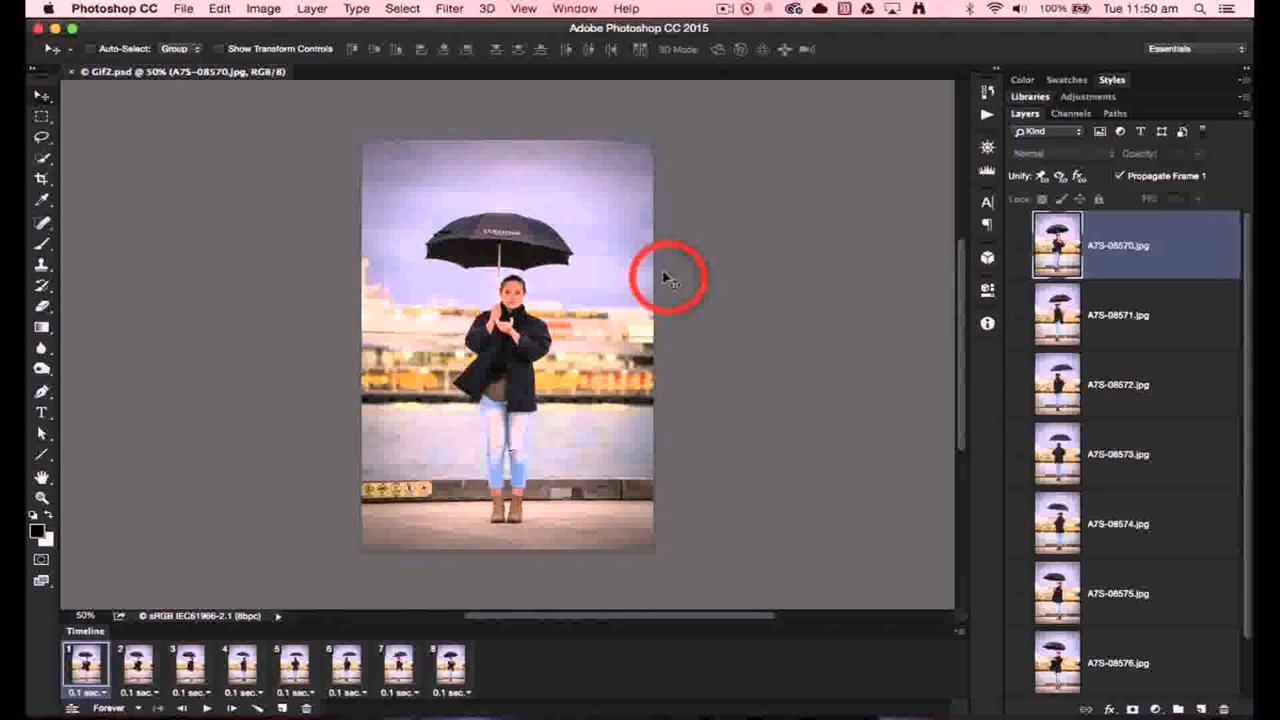 Photoshop CC File Edit Image Layer Type Select Filter 3D View Window Help 100% Tue 11:50 am
Adobe Photoshop CC 2015
Auto-Select: Group Show Transform Controls 3D Mode: Essentials
× © Gif2.psd @ 50% (A7S-08570.jpg, RGB/8)
Color Swatches Styles
Libraries Adjustments
Layers Channels Paths
Kind
Normal Opacity:
Unify: Propagate Frame 1
Lock: Fill:
A7S-08570.jpg
A7S-08571.jpg
A7S-08572.jpg
A7S-08573.jpg
A7S-08574.jpg
A7S-08575.jpg
A7S-08576.jpg
50% © sRGB IEC61966-2.1 (8bpc)
Timeline
1 2 3 4 5 6 7 8
0.1 sec. 0.1 sec. 0.1 sec. 0.1 sec. 0.1 sec. 0.1 sec. 0.1 sec. 0.1 sec.
Forever